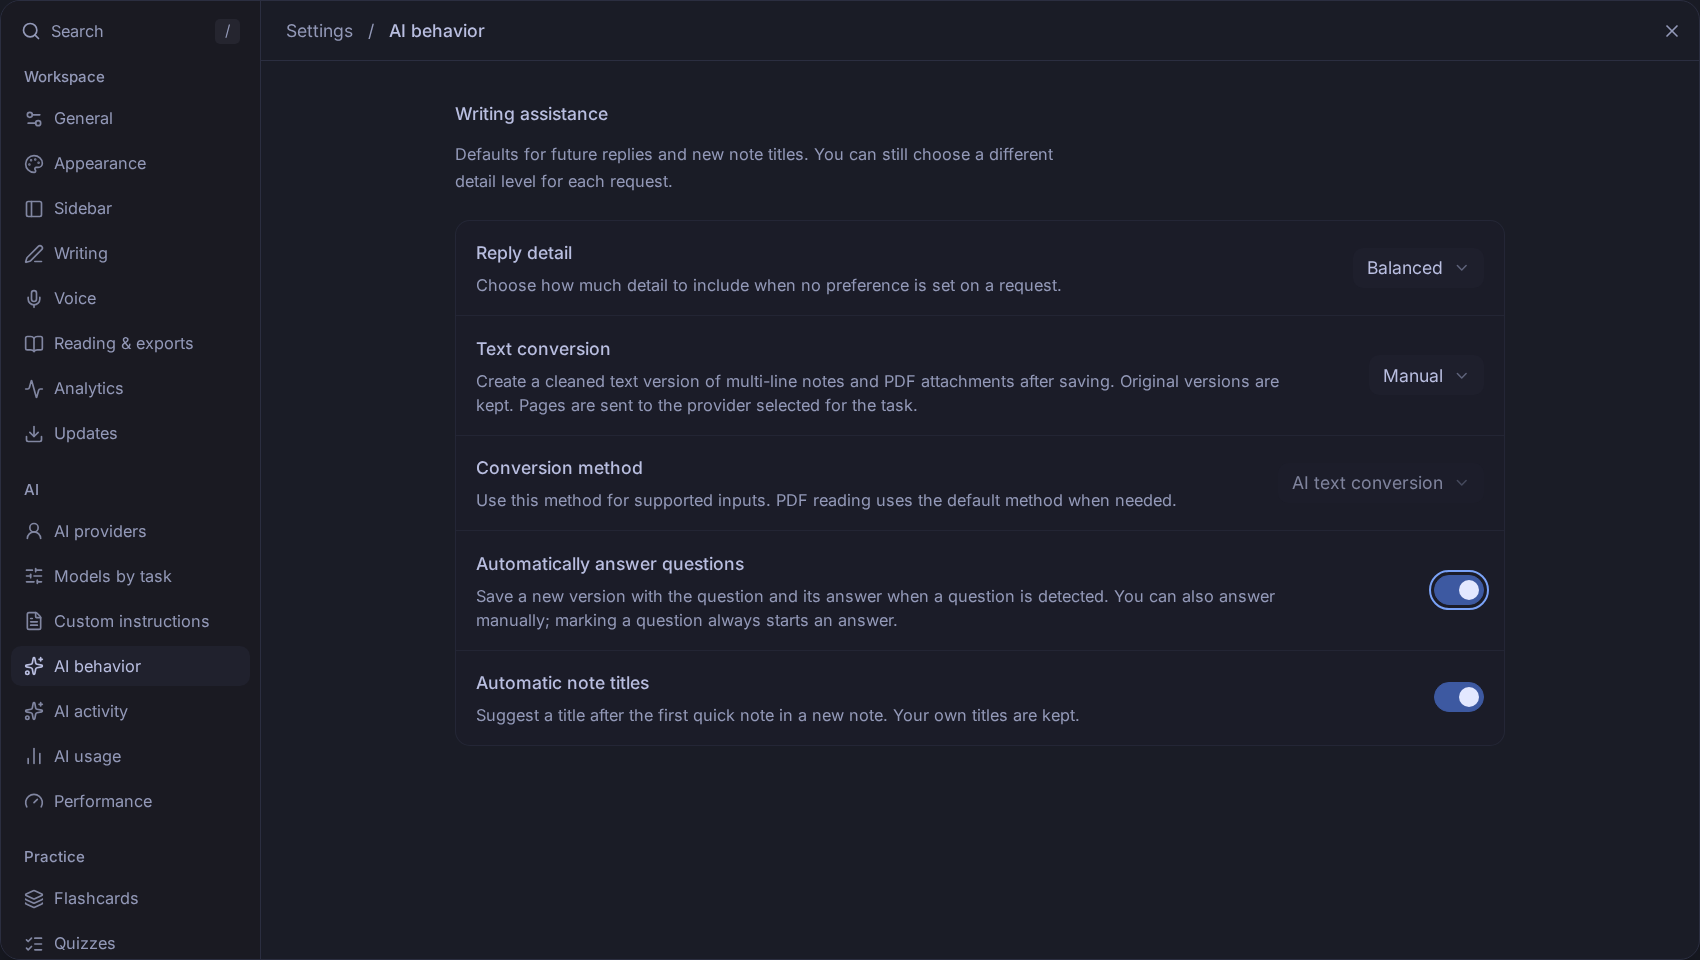 Search
/
Workspace
General
Appearance
Sidebar
Writing
Voice
Reading & exports
Analytics
Updates
AI
AI providers
Models by task
Custom instructions
AI behavior
AI activity
AI usage
Performance
Practice
Flashcards
Quizzes
Settings / AI behavior
Writing assistance
Defaults for future replies and new note titles. You can still choose a different
detail level for each request.
Reply detail
Choose how much detail to include when no preference is set on a request.
Balanced
Text conversion
Create a cleaned text version of multi-line notes and PDF attachments after saving. Original versions are
kept. Pages are sent to the provider selected for the task.
Manual
Conversion method
Use this method for supported inputs. PDF reading uses the default method when needed.
AI text conversion
Automatically answer questions
Save a new version with the question and its answer when a question is detected. You can also answer
manually; marking a question always starts an answer.
Automatic note titles
Suggest a title after the first quick note in a new note. Your own titles are kept.